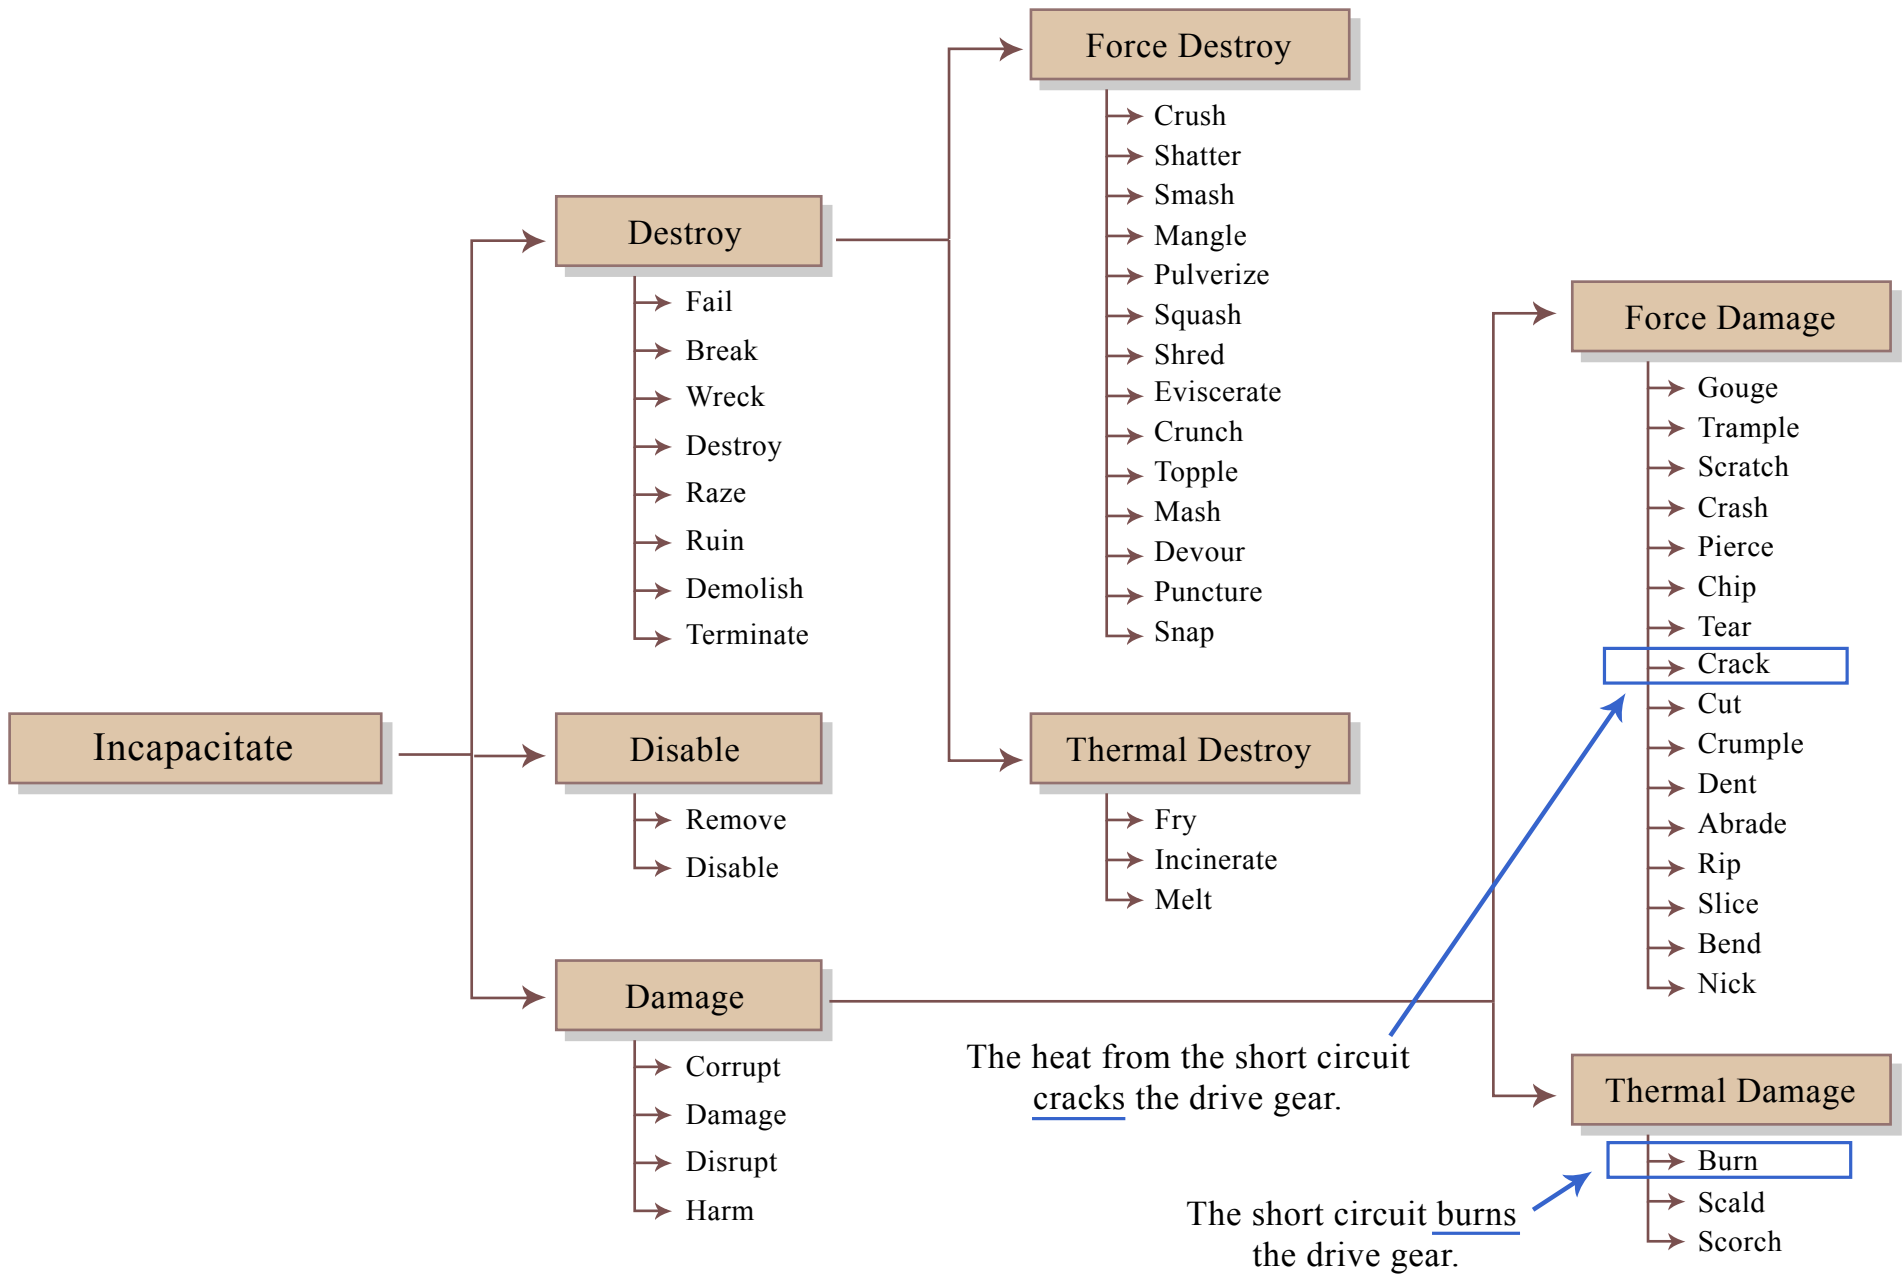 Force Destroy
Crush
Shatter
Smash
Mangle
Pulverize
Squash
Shred
Eviscerate
Crunch
Topple
Mash
Devour
Puncture
Snap
Destroy
Fail
Break
Wreck
Destroy
Raze
Ruin
Demolish
Terminate
Force Damage
Gouge
Trample
Scratch
Crash
Pierce
Chip
Tear
Crack
Cut
Crumple
Dent
Abrade
Rip
Slice
Bend
Nick
Incapacitate
Disable
Remove
Disable
Thermal Destroy
Fry
Incinerate
Melt
Damage
Corrupt
Damage
Disrupt
Harm
The heat from the short circuit
cracks the drive gear.
Thermal Damage
Burn
Scald
Scorch
The short circuit burns
the drive gear.